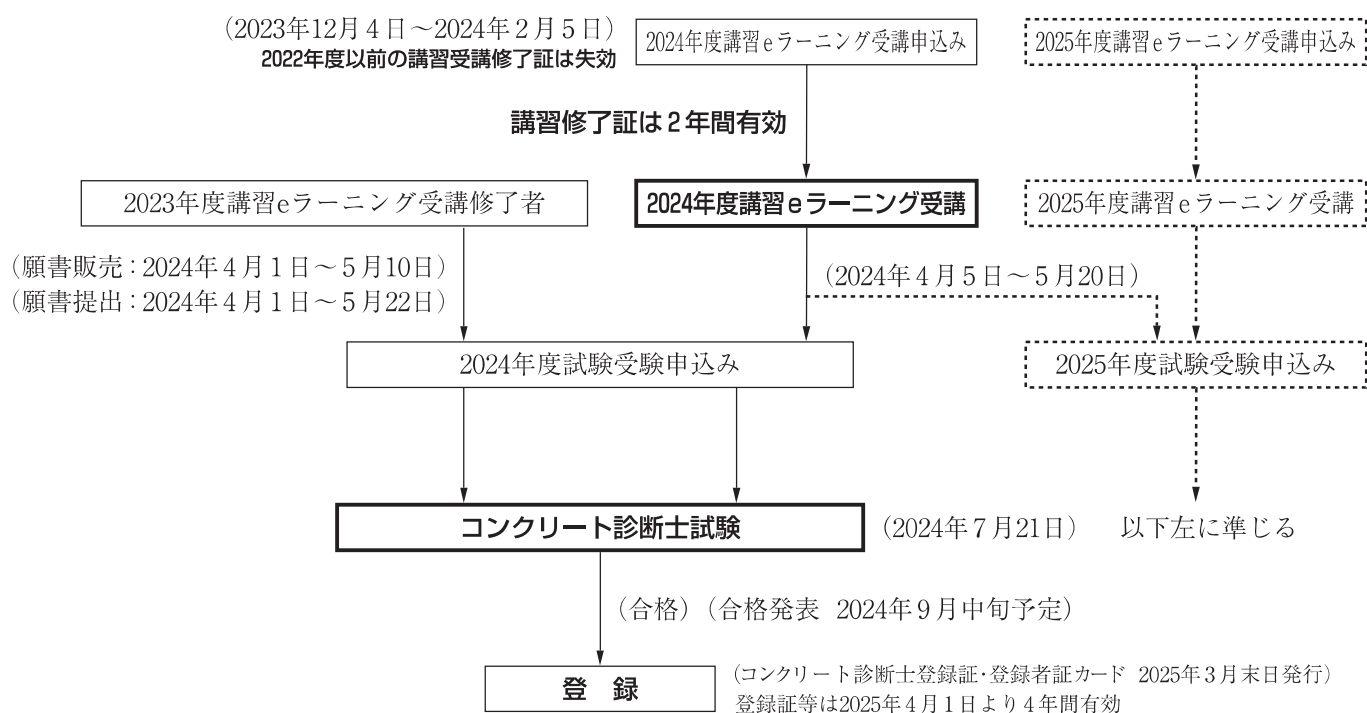 (2023年12月4日～2024年2月5日)
2022年度以前の講習受講修了証は失効
2024年度講習eラーニング受講申込み
2025年度講習eラーニング受講申込み
講習修了証は2年間有効
2023年度講習eラーニング受講修了者
2024年度講習eラーニング受講
2025年度講習eラーニング受講
(願書販売：2024年4月1日～5月10日)
(願書提出：2024年4月1日～5月22日)
(2024年4月5日～5月20日)
2024年度試験受験申込み
2025年度試験受験申込み
コンクリート診断士試験
(2024年7月21日)
以下左に準じる
(合格)(合格発表 2024年9月中旬予定)
登 録
(コンクリート診断士登録証・登録者証カード 2025年3月末日発行)
登録証等は2025年4月1日より4年間有効